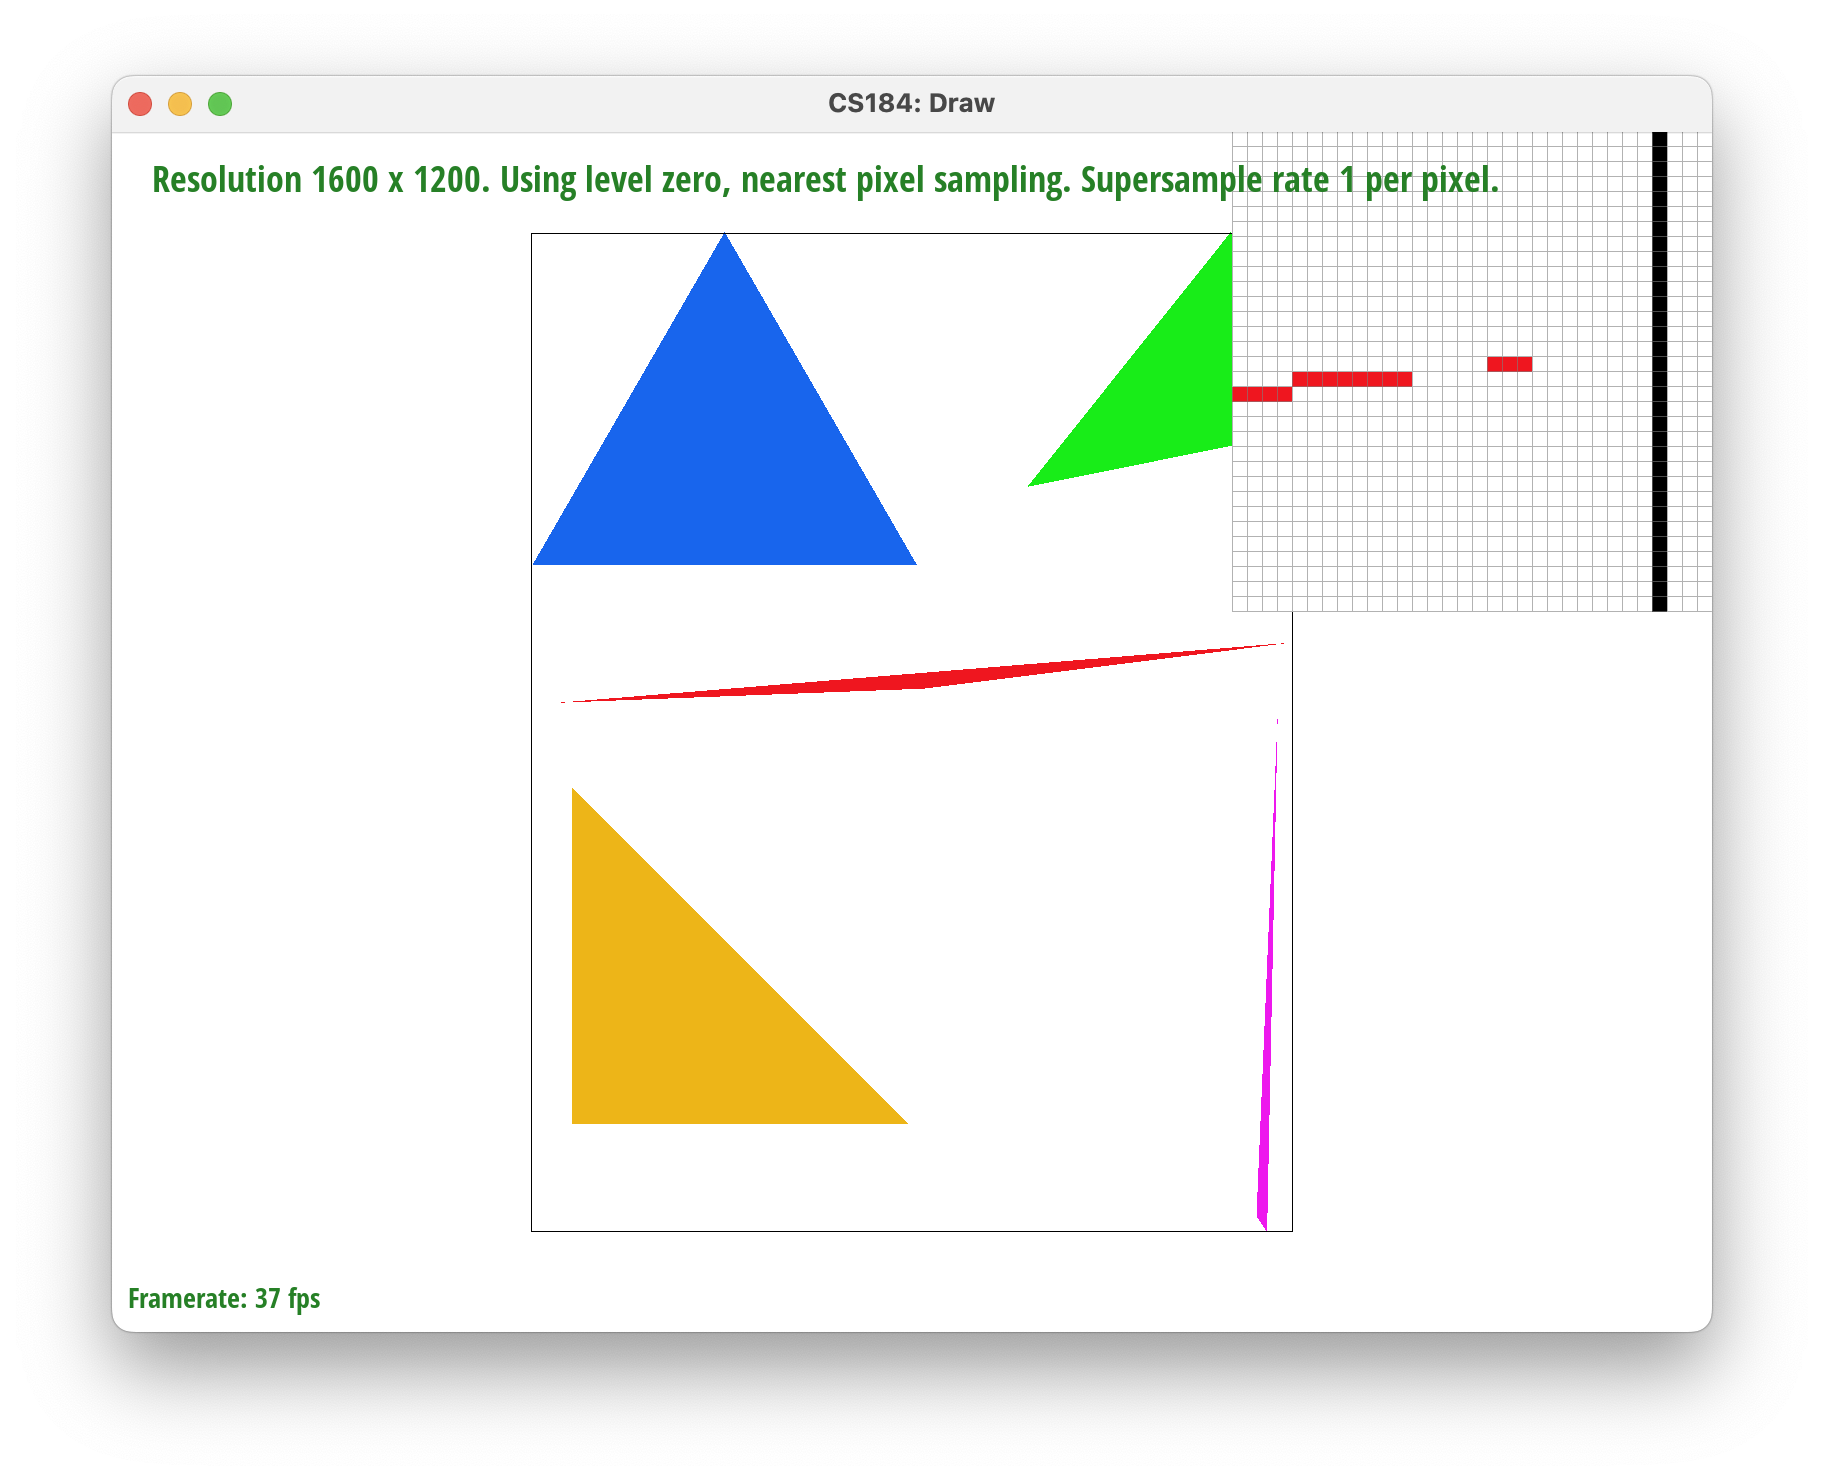 CS184: Draw
Resolution 1600 x 1200. Using level zero, nearest pixel sampling. Supersample rate 1 per pixel.
Framerate: 37 fps